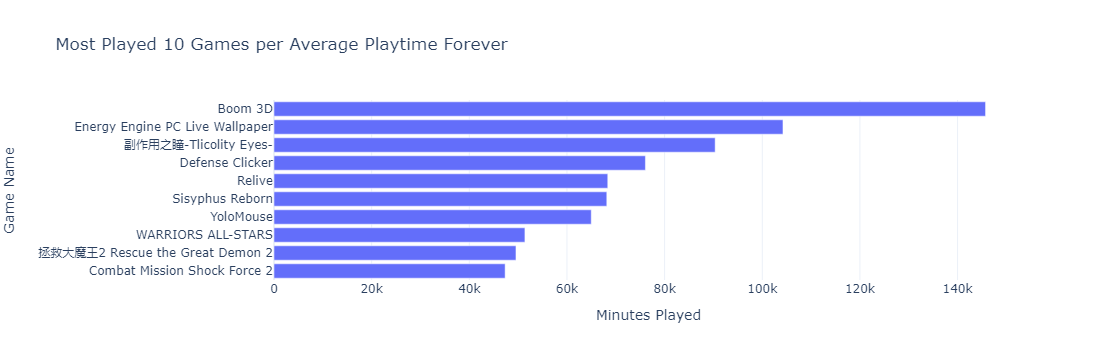 Most Played 10 Games per Average Playtime Forever
Game Name
Boom 3D
Energy Engine PC Live Wallpaper
副作用之瞳-Tlicolity Eyes-
Defense Clicker
Relive
Sisyphus Reborn
YoloMouse
WARRIORS ALL-STARS
拯救大魔王2 Rescue the Great Demon 2
Combat Mission Shock Force 2
0 20k 40k 60k 80k 100k 120k 140k
Minutes Played